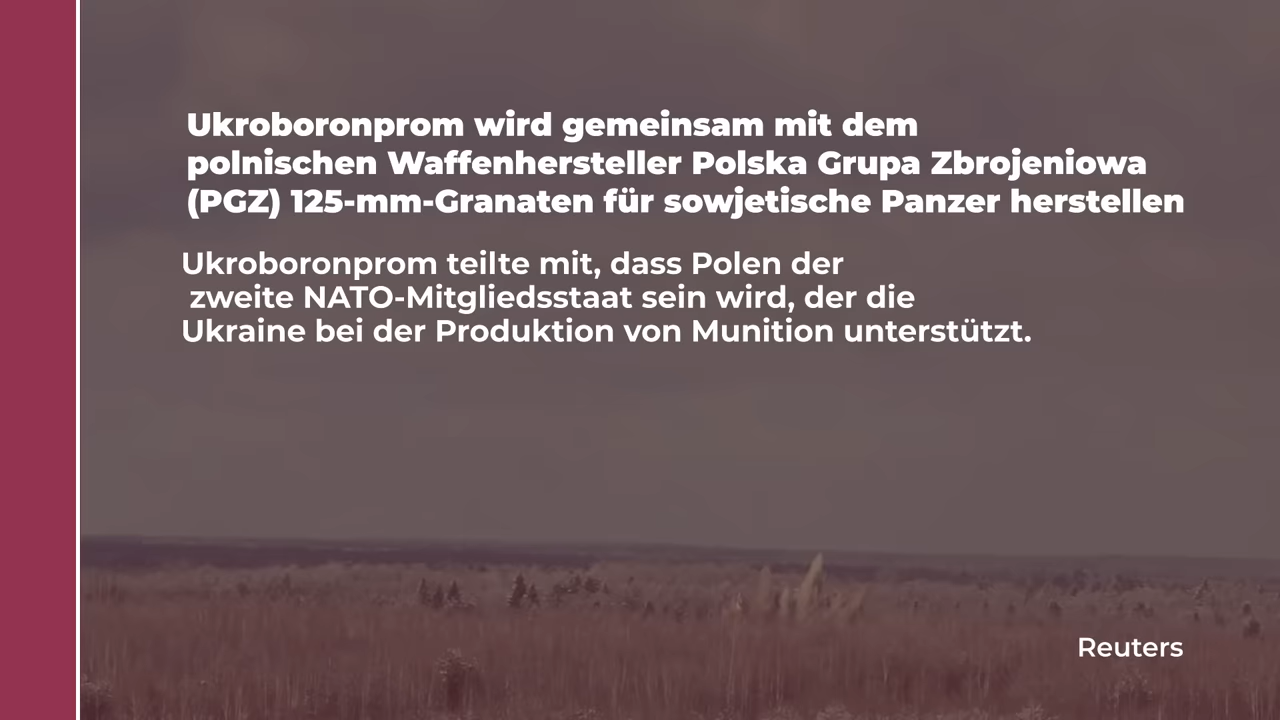 Ukroboronprom wird gemeinsam mit dem
polnischen Waffenhersteller Polska Grupa Zbrojeniowa
(PGZ) 125-mm-Granaten für sowjetische Panzer herstellen
Ukroboronprom teilte mit, dass Polen der
zweite NATO-Mitgliedsstaat sein wird, der die
Ukraine bei der Produktion von Munition unterstützt.
Reuters